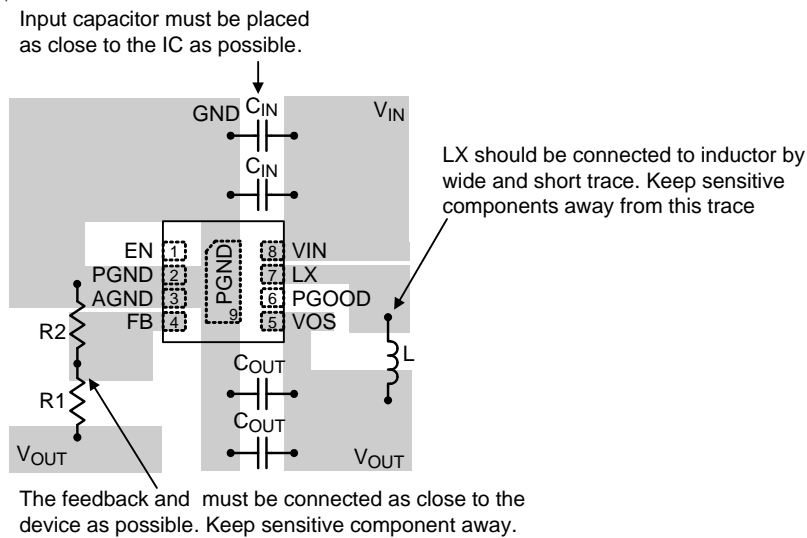 Input capacitor must be placed
as close to the IC as possible.
GND
CIN
VIN
CIN
LX should be connected to inductor by
wide and short trace. Keep sensitive
components away from this trace
EN 1 PGND 8 VIN
PGND 2 7 LX
AGND 3 6 PGOOD
FB 4 9 5 VOS
R2
L
COUT
R1
COUT
VOUT
VOUT
The feedback and  must be connected as close to the
device as possible. Keep sensitive component away.